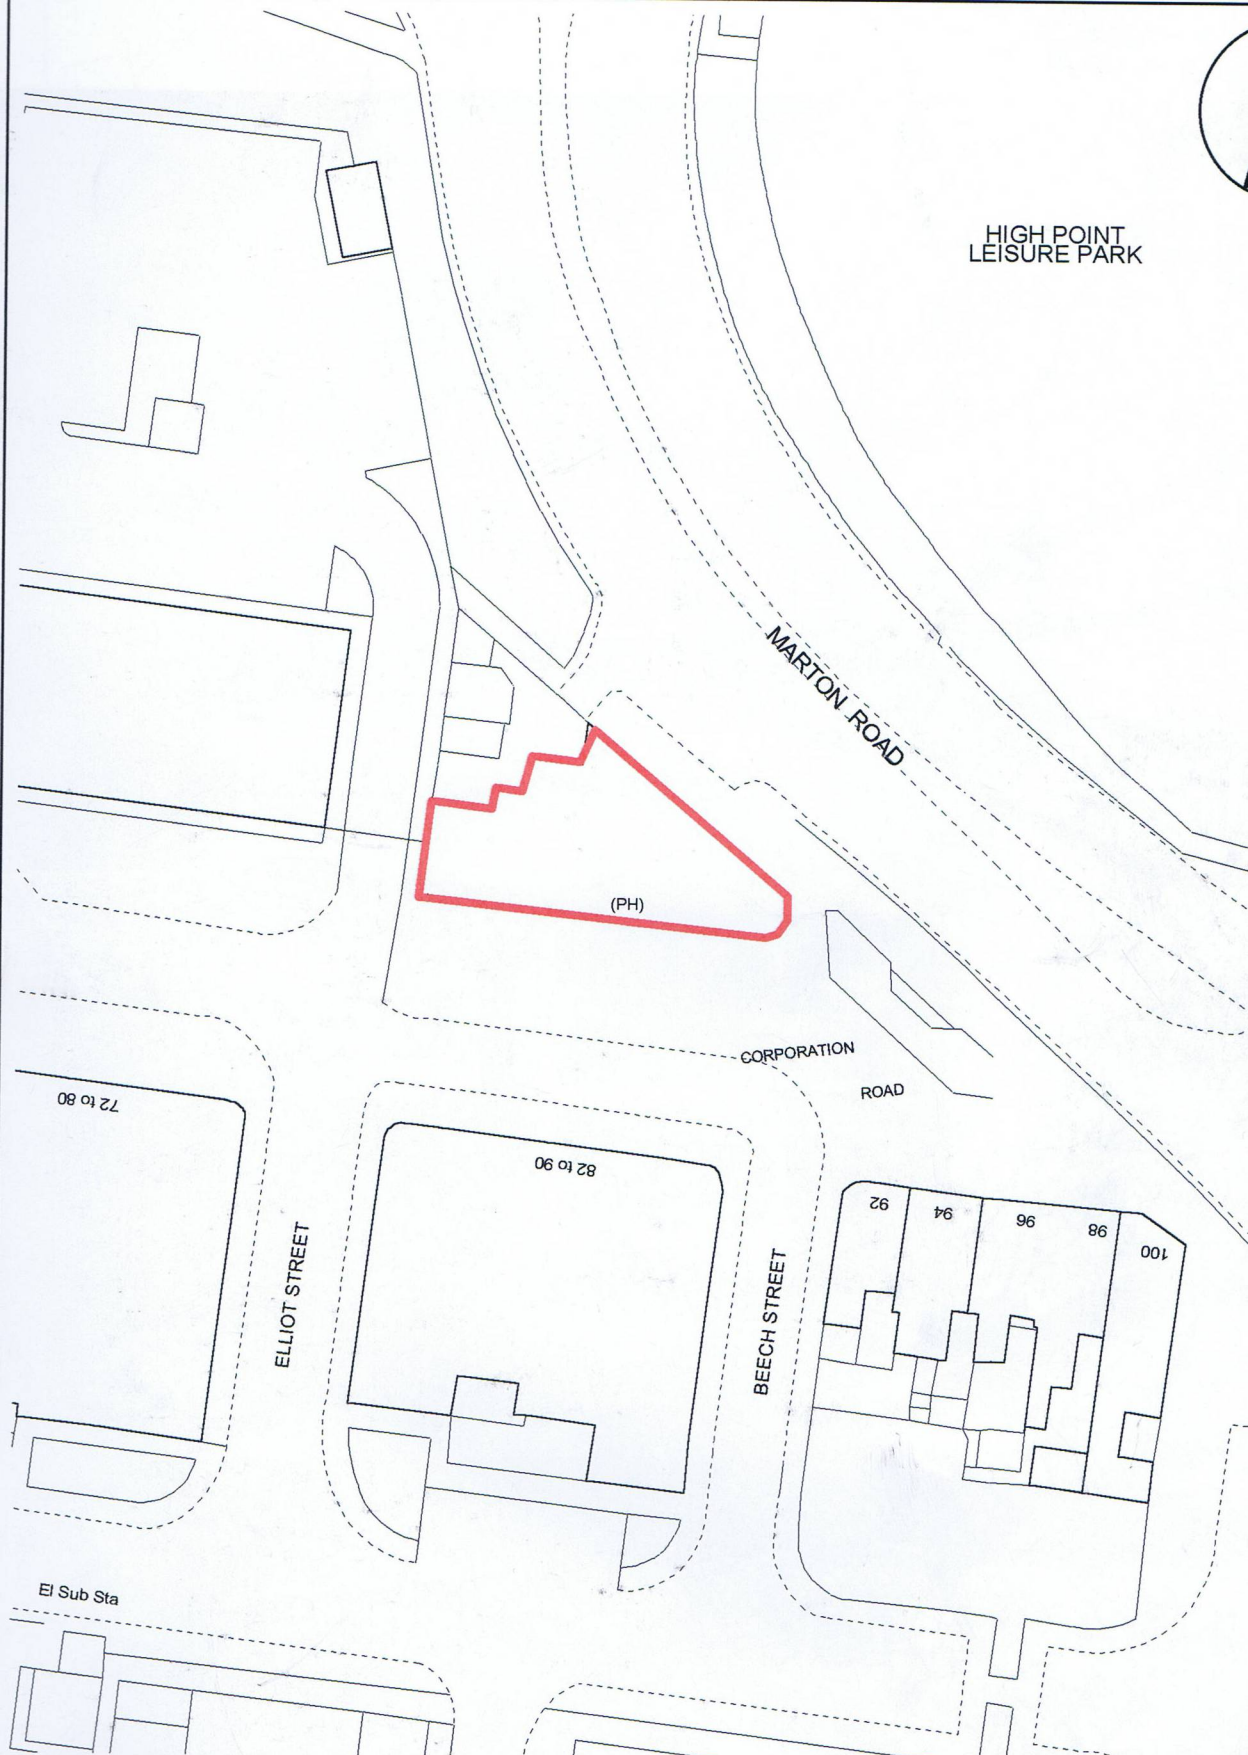 HIGH POINT
LEISURE PARK
MARTON ROAD
(PH)
CORPORATION
ROAD
72 to 80
82 to 90
92
94
96
98
100
ELLIOT STREET
BEECH STREET
El Sub Sta